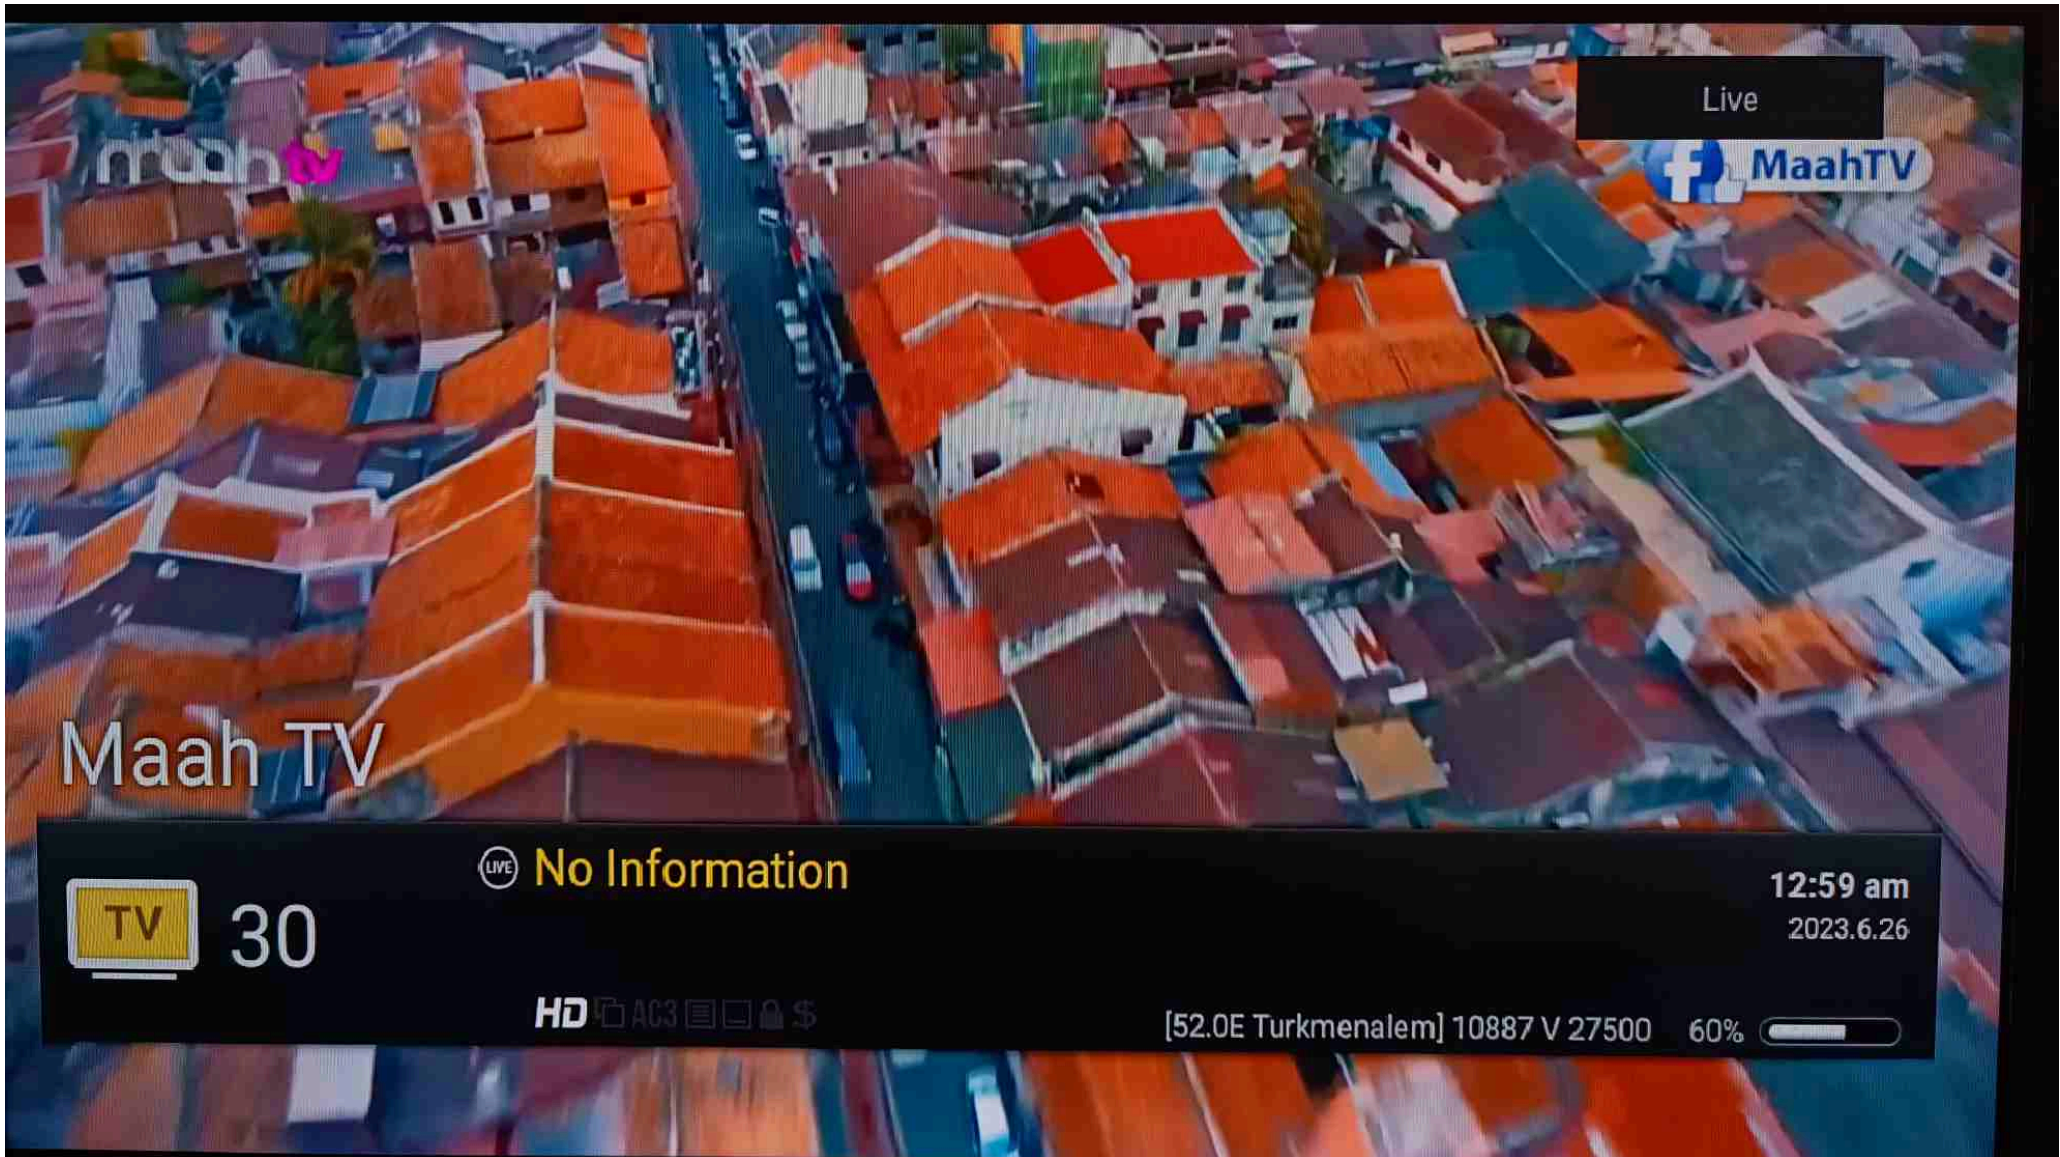 Live
maah tv
MaahTV
Maah TV
LIVE No Information
12:59 am
TV 30
2023.6.26
HD AC3 $
[52.0E Turkmenalem] 10887 V 27500 60%